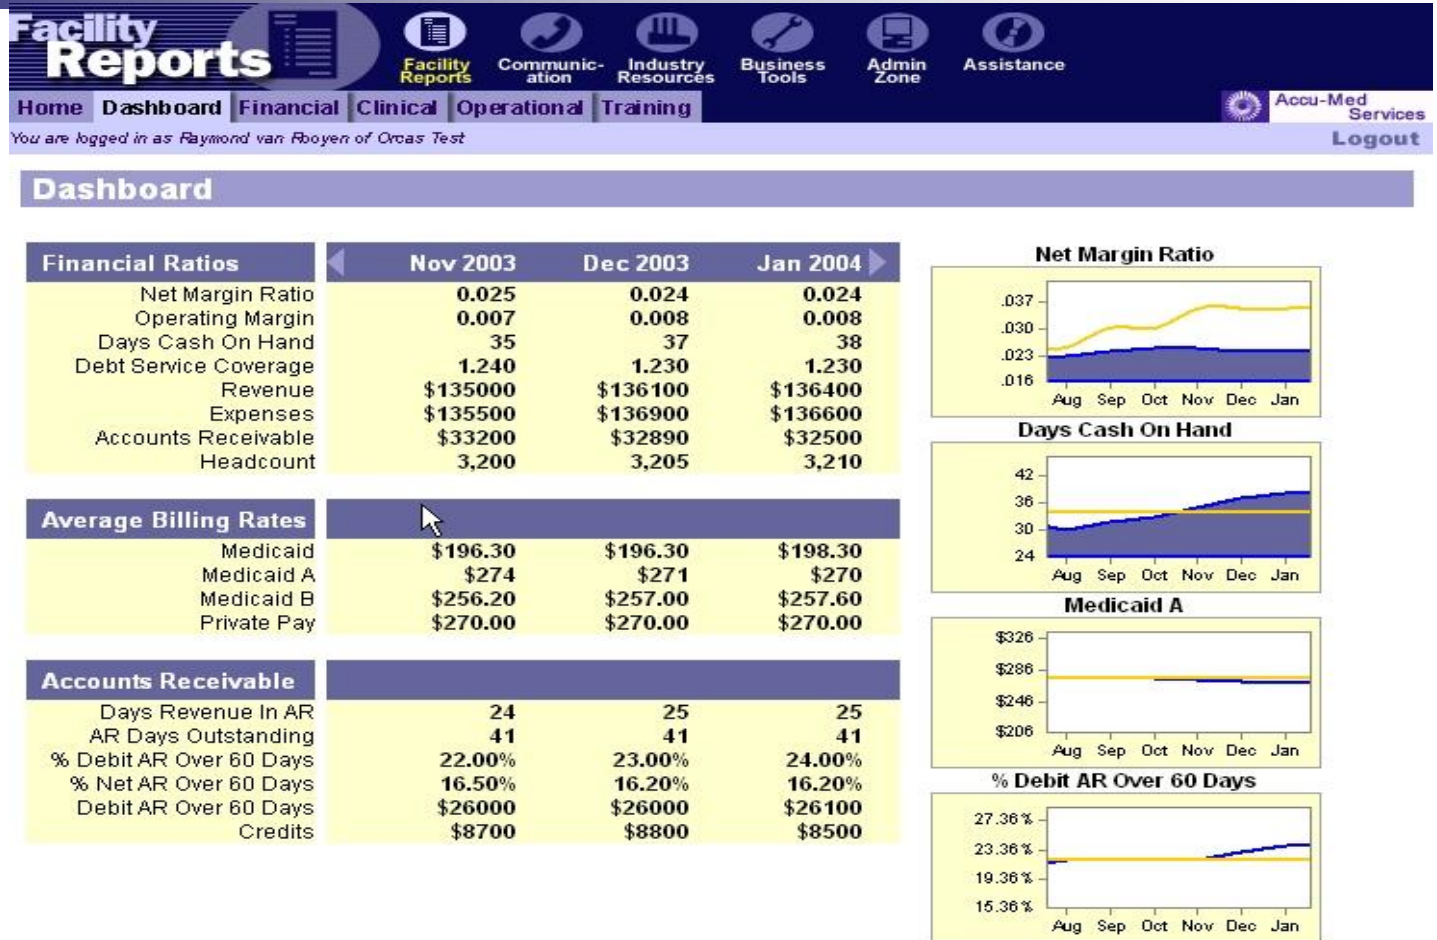 Facility
Reports
Facility
Reports
Communic-
ation
Industry
Resources
Business
Tools
Admin
Zone
Assistance
Home Dashboard Financial Clinical Operational Training
Accu-Med
Services
You are logged in as Raymond van Rooyen of Orcas Test
Logout
Dashboard
Financial Ratios Nov 2003 Dec 2003 Jan 2004
Net Margin Ratio 0.025 0.024 0.024
Operating Margin 0.007 0.008 0.008
Days Cash On Hand 35 37 38
Debt Service Coverage 1.240 1.230 1.230
Revenue $135000 $136100 $136400
Expenses $135500 $136900 $136600
Accounts Receivable $33200 $32890 $32500
Headcount 3,200 3,205 3,210
Average Billing Rates
Medicaid $196.30 $196.30 $198.30
Medicaid A $274 $271 $270
Medicaid B $256.20 $257.00 $257.60
Private Pay $270.00 $270.00 $270.00
Accounts Receivable
Days Revenue In AR 24 25 25
AR Days Outstanding 41 41 41
% Debit AR Over 60 Days 22.00% 23.00% 24.00%
% Net AR Over 60 Days 16.50% 16.20% 16.20%
Debit AR Over 60 Days $26000 $26000 $26100
Credits $8700 $8800 $8500
Net Margin Ratio
.037
.030
.023
.016
Aug Sep Oct Nov Dec Jan
Days Cash On Hand
42
36
30
24
Aug Sep Oct Nov Dec Jan
Medicaid A
$326
$286
$246
$206
Aug Sep Oct Nov Dec Jan
% Debit AR Over 60 Days
27.36%
23.36%
19.36%
15.36%
Aug Sep Oct Nov Dec Jan